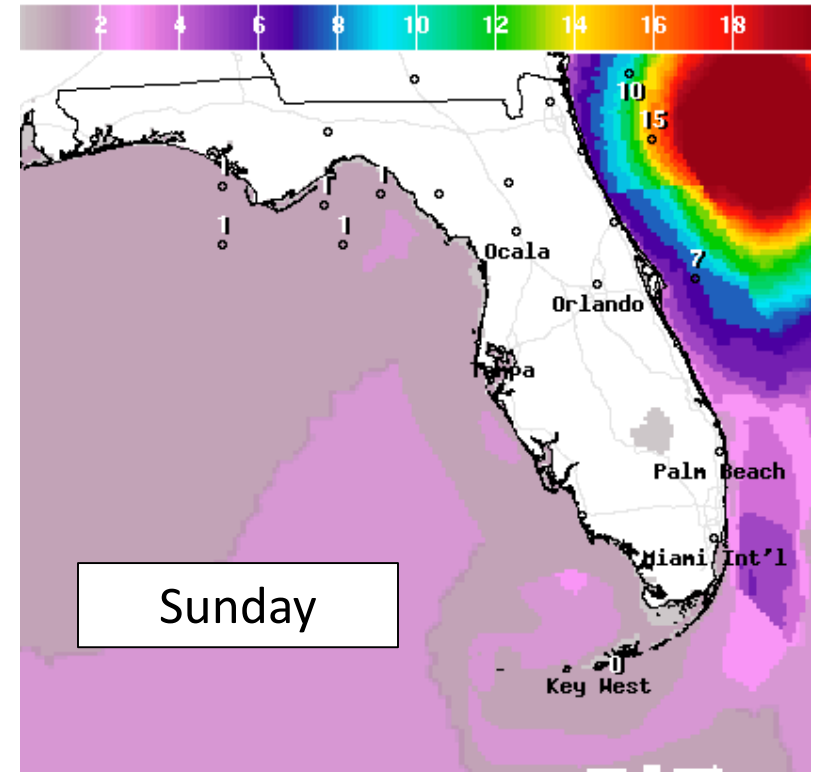 2 4 6 8 10 12 14 16 18
10
15
1 1 1
1 1
7
Ocala
Orlando
Tampa
Palm Beach
Miami Int'l
Sunday
0
Key West